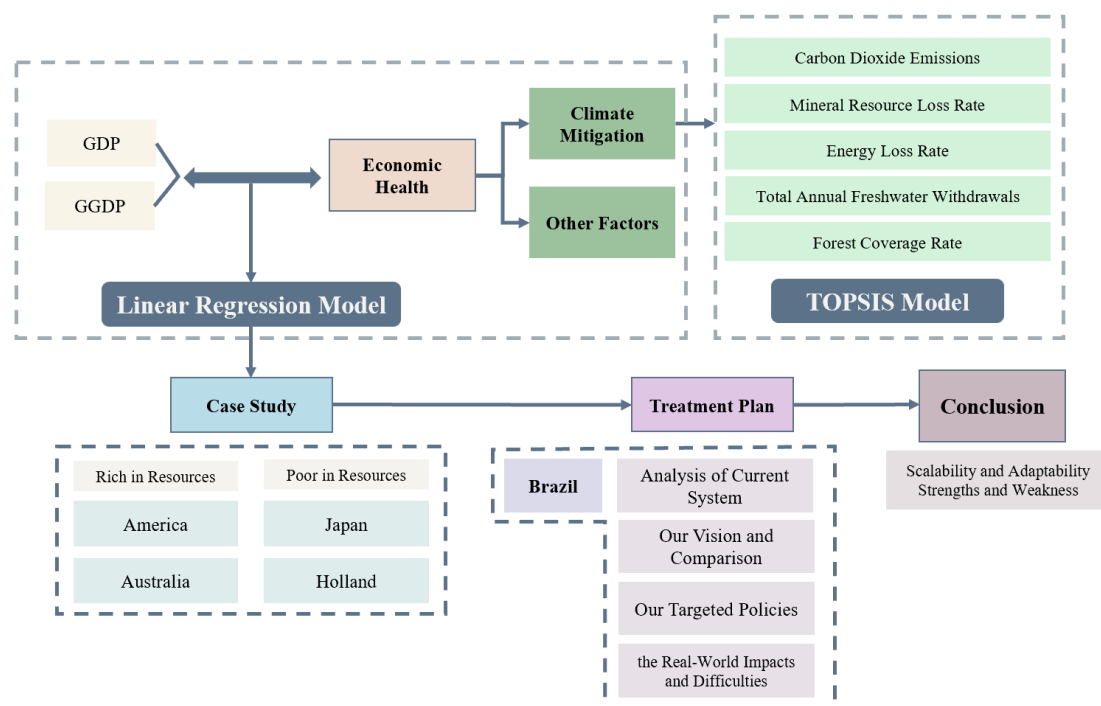 GDP
GGDP
Economic
Health
Climate
Mitigation
Other Factors
Linear Regression Model
Carbon Dioxide Emissions
Mineral Resource Loss Rate
Energy Loss Rate
Total Annual Freshwater Withdrawals
Forest Coverage Rate
TOPSIS Model
Case Study
Rich in Resources
Poor in Resources
America
Japan
Australia
Holland
Treatment Plan
Brazil
Analysis of Current
System
Our Vision and
Comparison
Our Targeted Policies
the Real-World Impacts
and Difficulties
Conclusion
Scalability and Adaptability
Strengths and Weakness